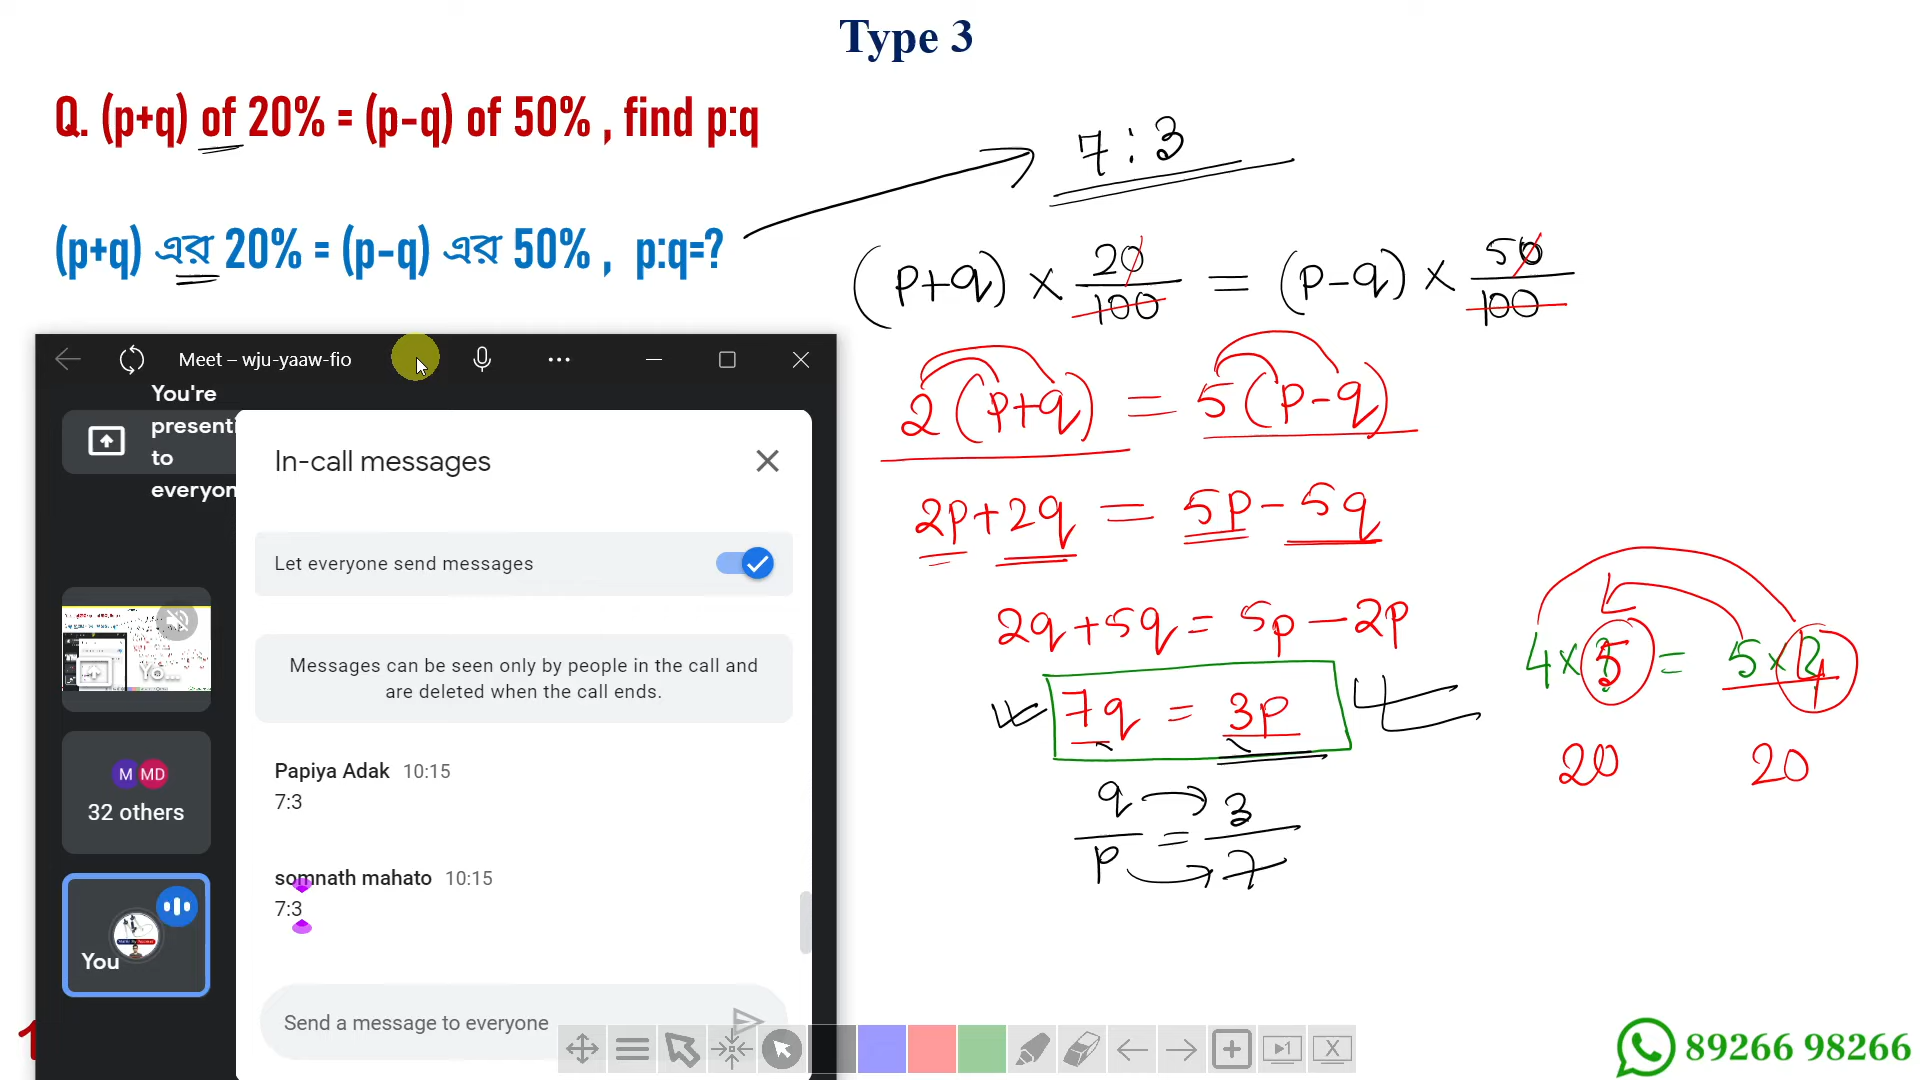 Type 3
Q. (p+q) of 20% = (p-q) of 50% , find p:q
(p+q) এর 20% = (p-q) এর 50% , p:q=?
7:3
(p+q) × 20/100 = (p-q) × 50/100
2(p+q) = 5(p-q)
2p+2q = 5p-5q
2q+5q = 5p-2p
7q = 3p
q/p = 3/7
4×5 = 5×4
20 20
Meet – wju-yaaw-fio
You're
presenti
to
everyon
In-call messages
Let everyone send messages
Messages can be seen only by people in the call and
are deleted when the call ends.
Papiya Adak 10:15
7:3
somnath mahato 10:15
7:3
M MD
32 others
You
Send a message to everyone
89266 98266